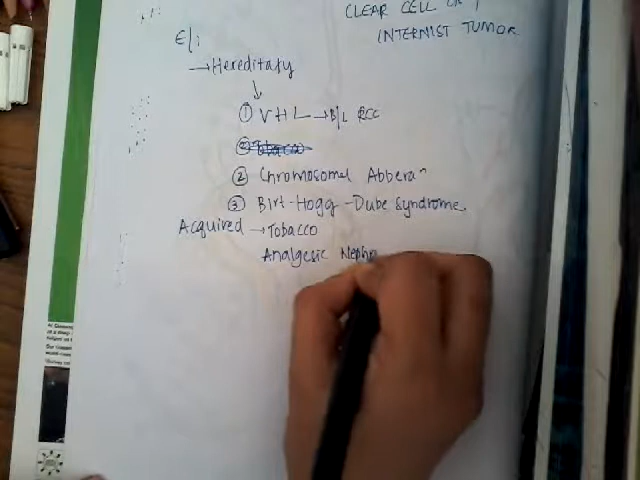 CLEAR CELL CA /
INTERNIST TUMOR
E/i
→ Hereditary
↓
① VHL → B/L RCC
②
② Chromosomal Abberaⁿ
③ Birt-Hogg-Dube Syndrome
Acquired → Tobacco
Analgesic Nephr